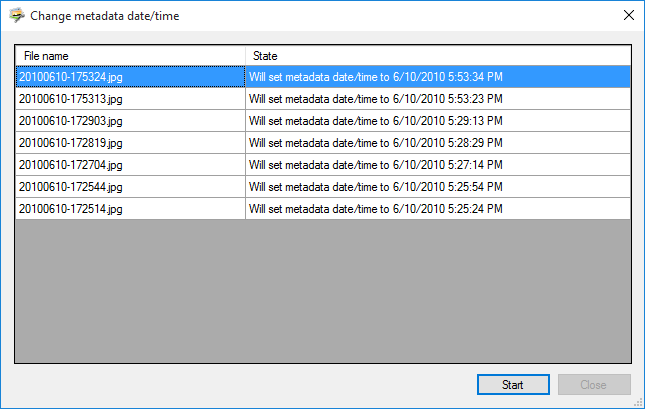 Change metadata date/time
File name State
20100610-175324.jpg Will set metadata date/time to 6/10/2010 5:53:34 PM
20100610-175313.jpg Will set metadata date/time to 6/10/2010 5:53:23 PM
20100610-172903.jpg Will set metadata date/time to 6/10/2010 5:29:13 PM
20100610-172819.jpg Will set metadata date/time to 6/10/2010 5:28:29 PM
20100610-172704.jpg Will set metadata date/time to 6/10/2010 5:27:14 PM
20100610-172544.jpg Will set metadata date/time to 6/10/2010 5:25:54 PM
20100610-172514.jpg Will set metadata date/time to 6/10/2010 5:25:24 PM
Start Close